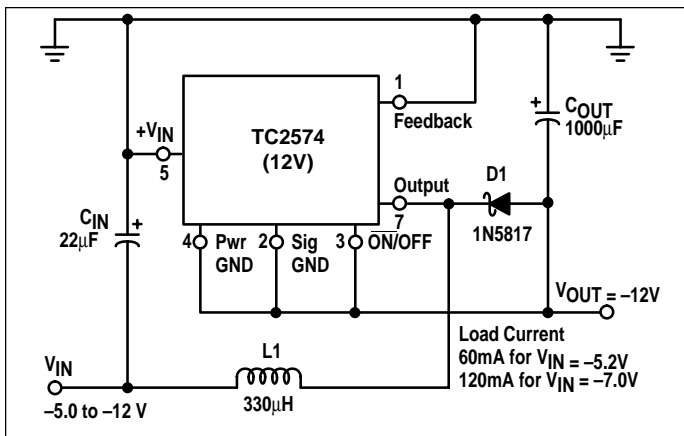 1
Feedback
+
COUT
1000μF
TC2574
(12V)
+VIN
5
D1
Output
7
1N5817
CIN
22μF
+
4
Pwr
GND
2
Sig
GND
3
ON/OFF
VOUT = –12V
Load Current
60mA for VIN = –5.2V
120mA for VIN = –7.0V
L1
330μH
VIN
–5.0 to –12 V